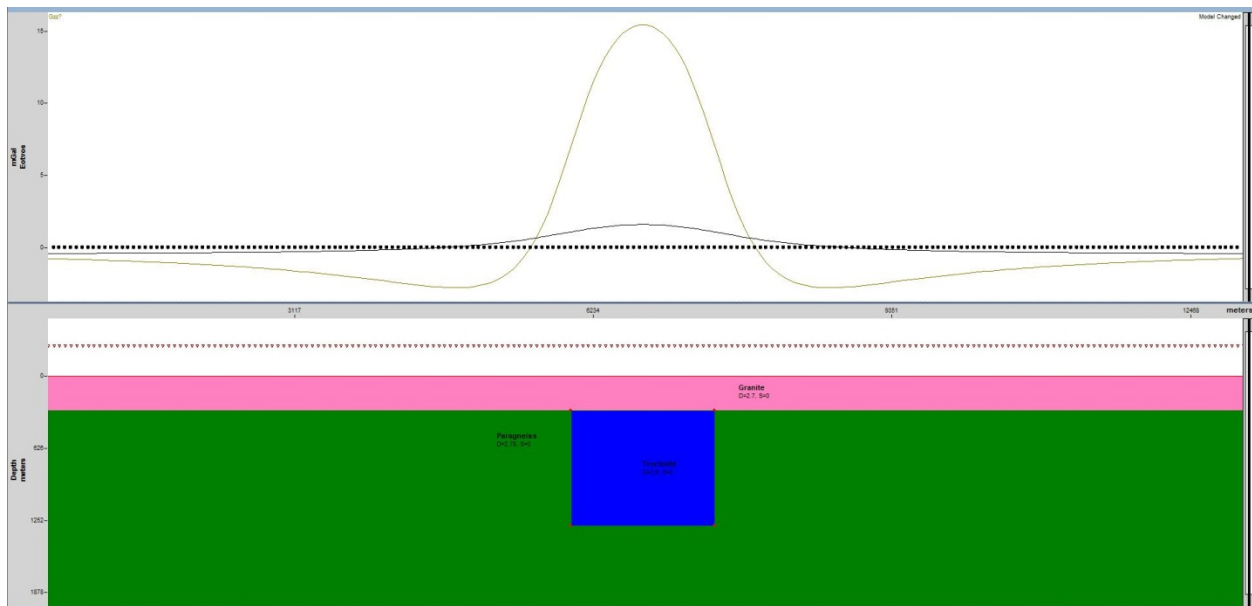 Gzz?
Model Changed
15
10
5
0
mGal
Eotvos
3117
6234
9351
12468
meters
0
626
1252
1878
Depth
meters
Granite
D=2.7, S=0
Paragneiss
D=2.75, S=0